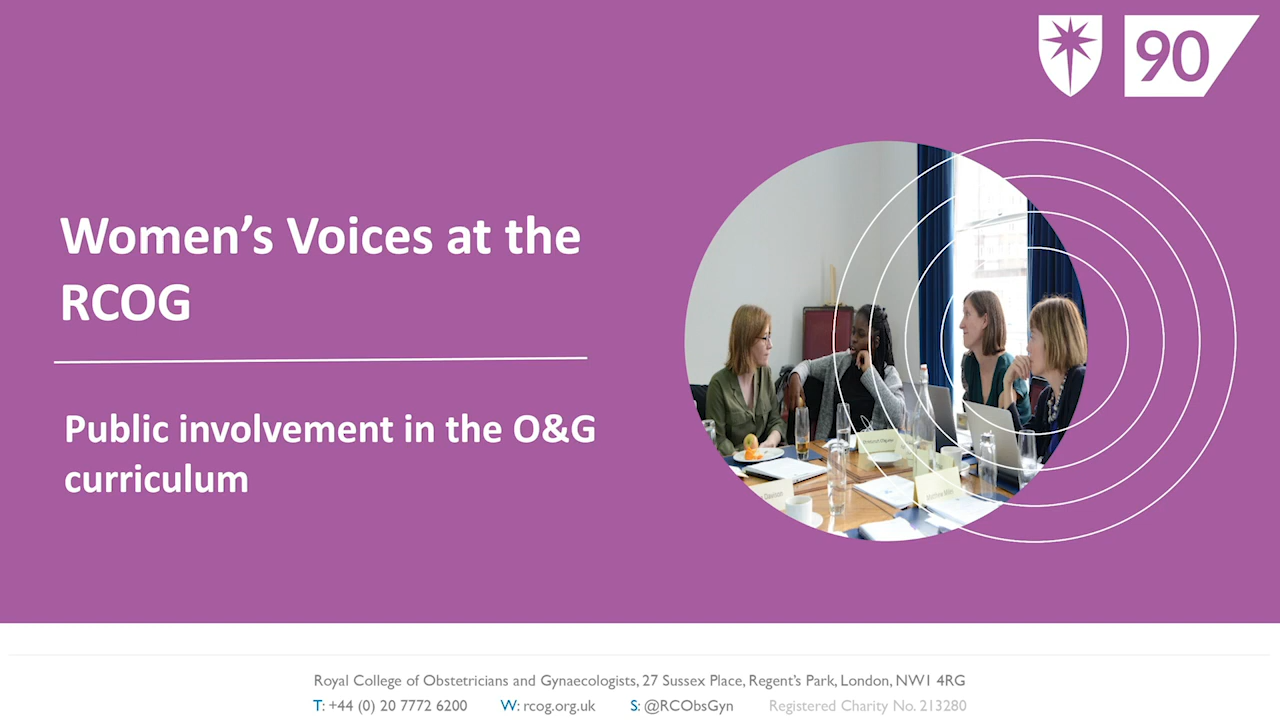 90
Women’s Voices at the
RCOG
Public involvement in the O&G
curriculum
Royal College of Obstetricians and Gynaecologists, 27 Sussex Place, Regent’s Park, London, NW1 4RG
T: +44 (0) 20 7772 6200 W: rcog.org.uk S: @RCObsGyn Registered Charity No. 213280